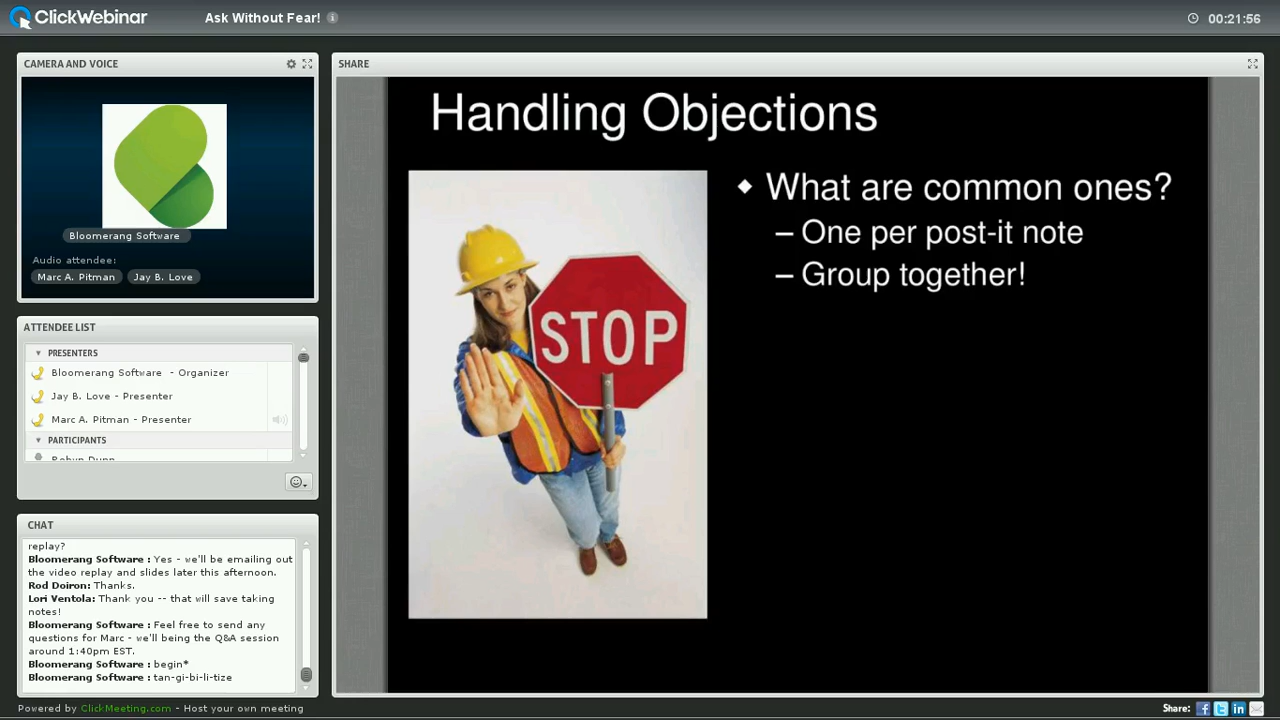 ClickWebinar
Ask Without Fear!
00:21:56
CAMERA AND VOICE
Bloomerang Software
Audio attendee:
Marc A. Pitman
Jay B. Love
ATTENDEE LIST
PRESENTERS
Bloomerang Software - Organizer
Jay B. Love - Presenter
Marc A. Pitman - Presenter
PARTICIPANTS
CHAT
replay?
Bloomerang Software : Yes - we'll be emailing out
the video replay and slides later this afternoon.
Rod Doiron: Thanks.
Lori Ventola: Thank you -- that will save taking
notes!
Bloomerang Software : Feel free to send any
questions for Marc - we'll being the Q&A session
around 1:40pm EST.
Bloomerang Software : begin*
Bloomerang Software : tan-gi-bi-li-tize
SHARE
Handling Objections
STOP
What are common ones?
– One per post-it note
– Group together!
Powered by ClickMeeting.com - Host your own meeting
Share: